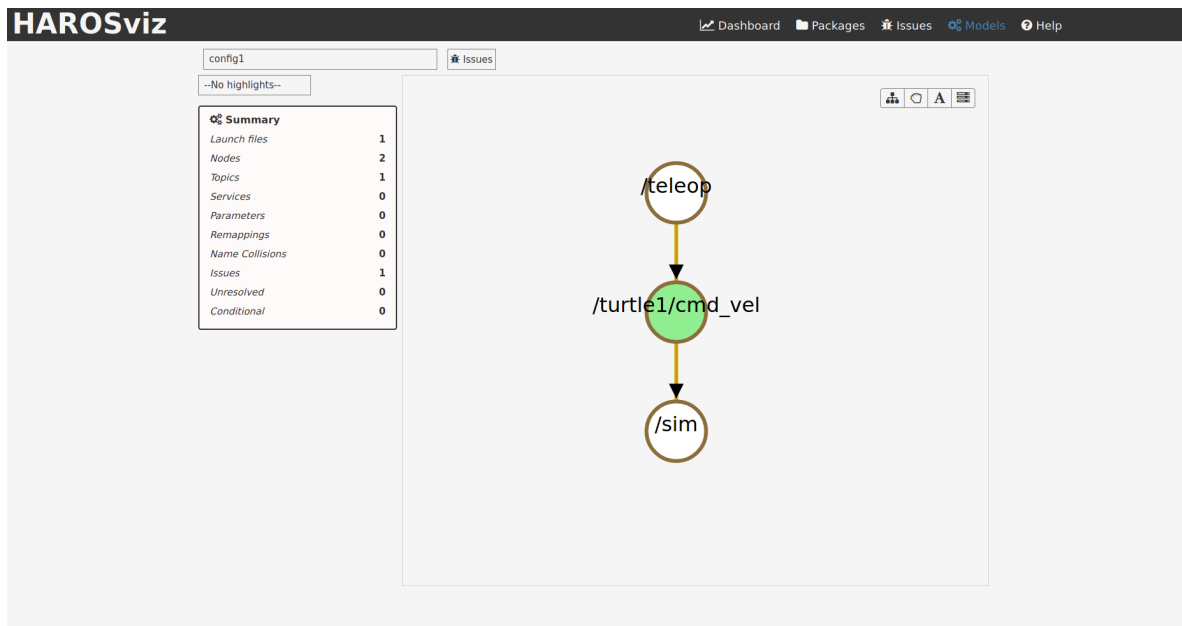 HAROSviz
Dashboard Packages Issues Models Help
config1 Issues
--No highlights--
Summary
Launch files 1
Nodes 2
Topics 1
Services 0
Parameters 0
Remappings 0
Name Collisions 0
Issues 1
Unresolved 0
Conditional 0
A
/teleop
/turtle1/cmd_vel
/sim